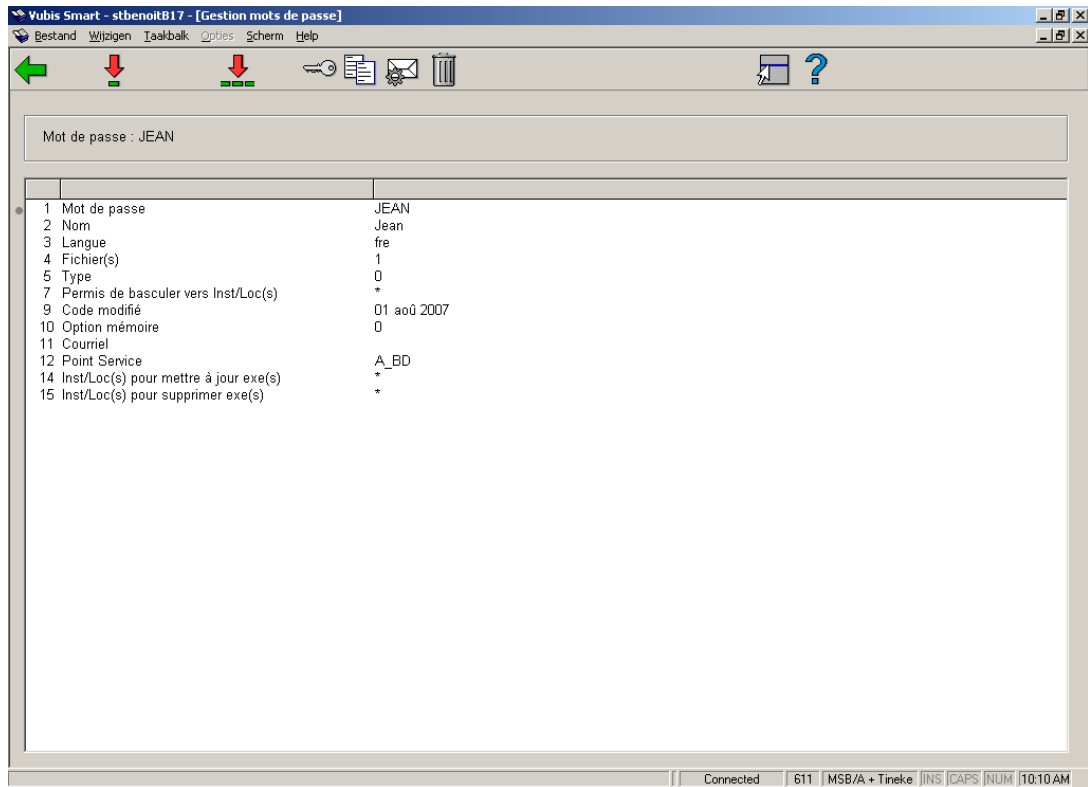 Vubis Smart - stbenoitB17 - [Gestion mots de passe]
Bestand Wijzigen Taakbalk Opties Scherm Help
Mot de passe : JEAN
1 Mot de passe JEAN
2 Nom Jean
3 Langue fre
4 Fichier(s) 1
5 Type 0
7 Permis de basculer vers Inst/Loc(s) *
9 Code modifié 01 aoû 2007
10 Option mémoire 0
11 Courriel
12 Point Service A_BD
14 Inst/Loc(s) pour mettre à jour exe(s) *
15 Inst/Loc(s) pour supprimer exe(s) *
Connected 611 MSB/A + Tineke INS CAPS NUM 10:10 AM